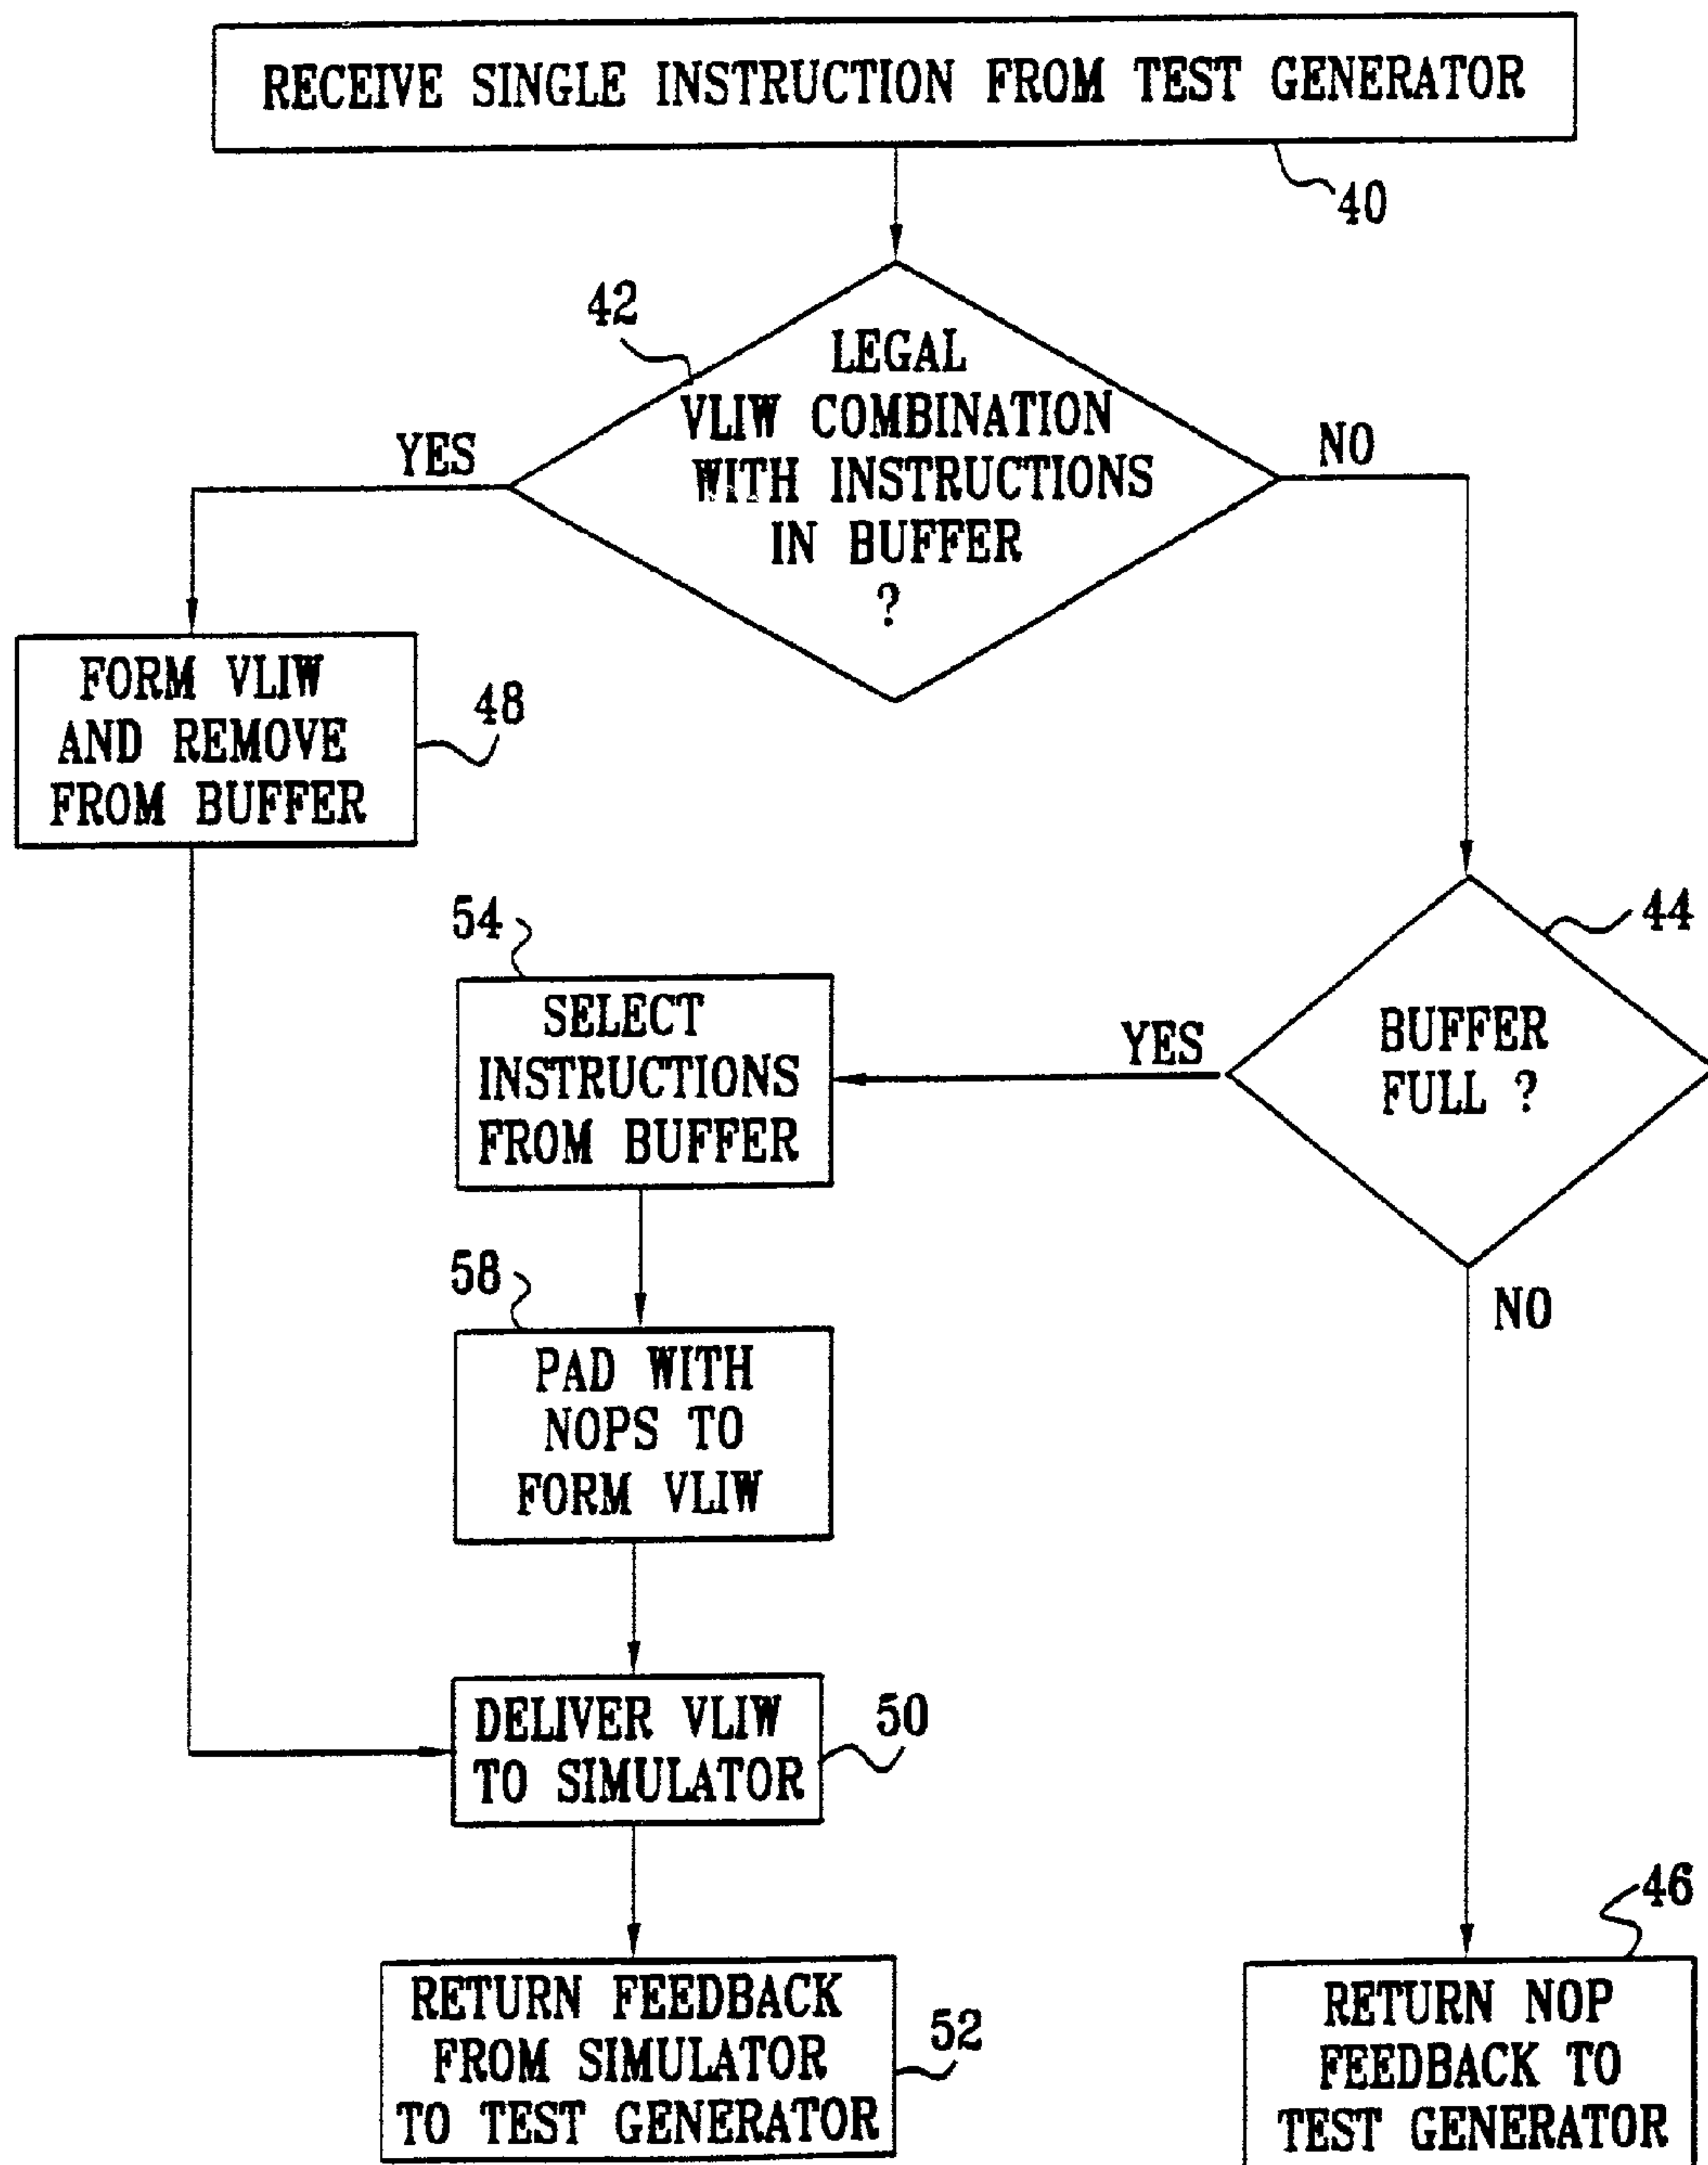 RECEIVE SINGLE INSTRUCTION FROM TEST GENERATOR
40
42
LEGAL
VLIW COMBINATION
WITH INSTRUCTIONS
IN BUFFER
?
YES
NO
FORM VLIW
AND REMOVE
FROM BUFFER
48
54
SELECT
INSTRUCTIONS
FROM BUFFER
YES
BUFFER
FULL ?
44
NO
58
PAD WITH
NOPS TO
FORM VLIW
DELIVER VLIW
TO SIMULATOR
50
RETURN FEEDBACK
FROM SIMULATOR
TO TEST GENERATOR
52
46
RETURN NOP
FEEDBACK TO
TEST GENERATOR